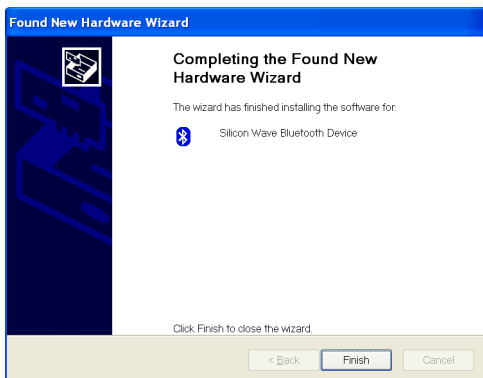 Found New Hardware Wizard
Completing the Found New
Hardware Wizard
The wizard has finished installing the software for:
Silicon Wave Bluetooth Device
Click Finish to close the wizard.
< Back
Finish
Cancel